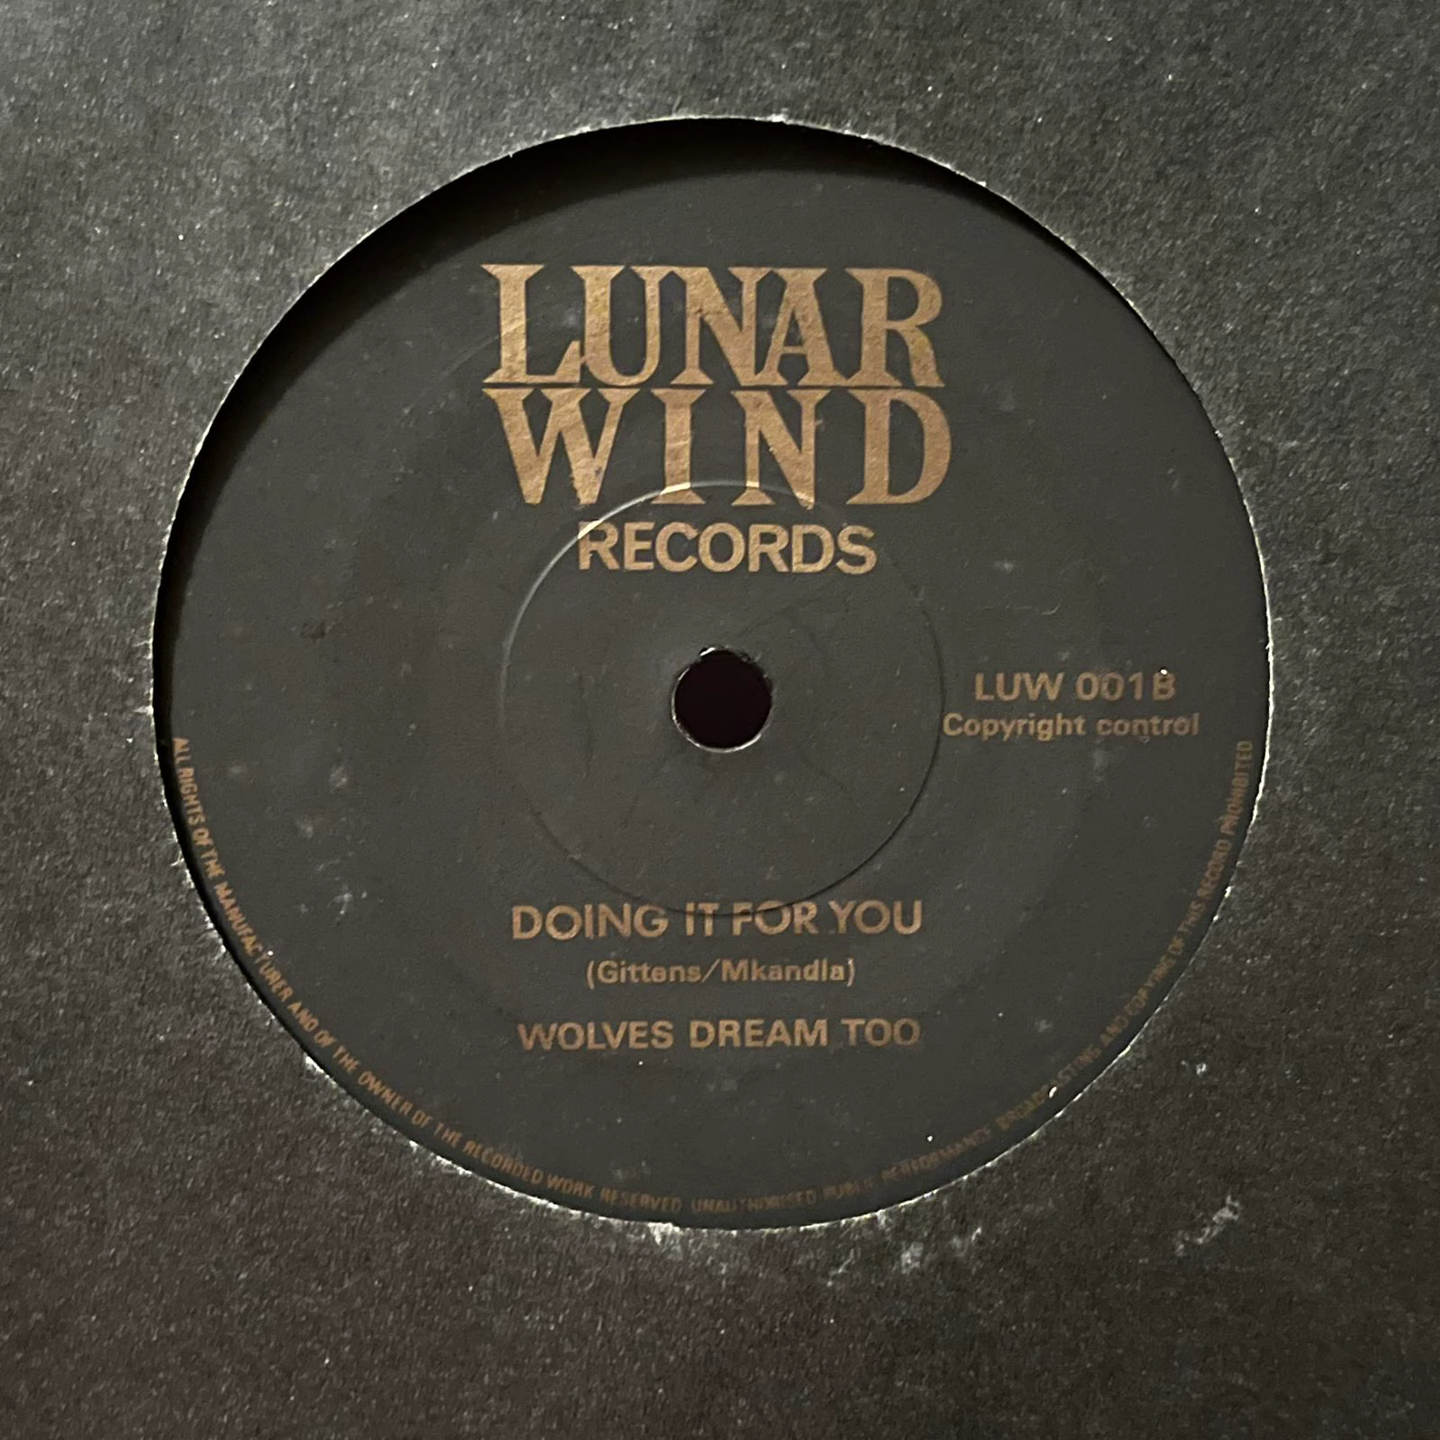 LUNAR
WIND
RECORDS
LUW 001B
Copyright control
DOING IT FOR YOU
(Gittens/Mkandla)
WOLVES DREAM TOO
ALL RIGHTS OF THE MANUFACTURER AND OF THE OWNER OF THE RECORDED WORK RESERVED UNAUTHORISED PUBLIC PERFORMANCE BROADCASTING AND COPYING OF THIS RECORD PROHIBITED